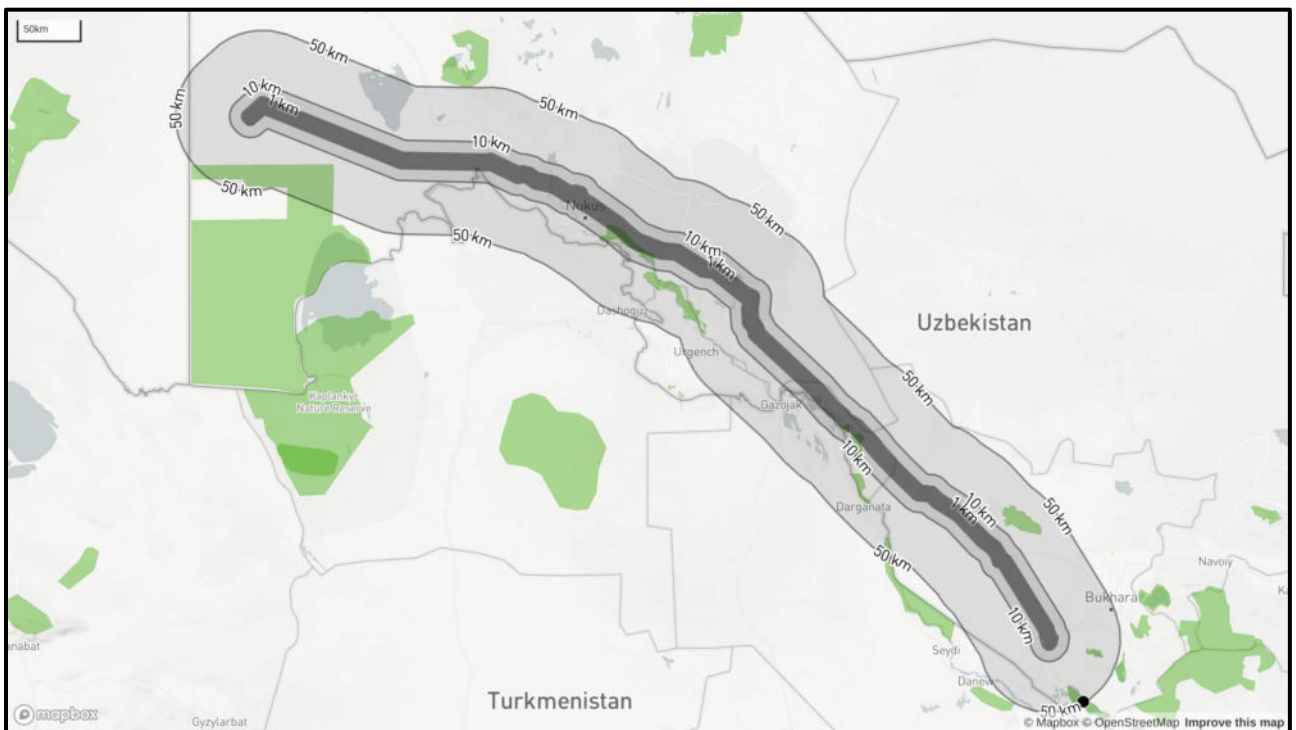 50km
50 km
50 km
10 km
1 km
50 km
50 km
10 km
50 km
50 km
Nukus
10 km
1 km
Dashoguz
Uzbekistan
Urgench
50 km
Kaplankyr
Nature Reserve
Gazojak
10 km
Darganata
10 km
1 km
50 km
50 km
Navoiy
Bukhara
10 km
anabat
Seydi
Danew
Turkmenistan
50 km
mapbox
Gyzylarbat
© Mapbox © OpenStreetMap Improve this map